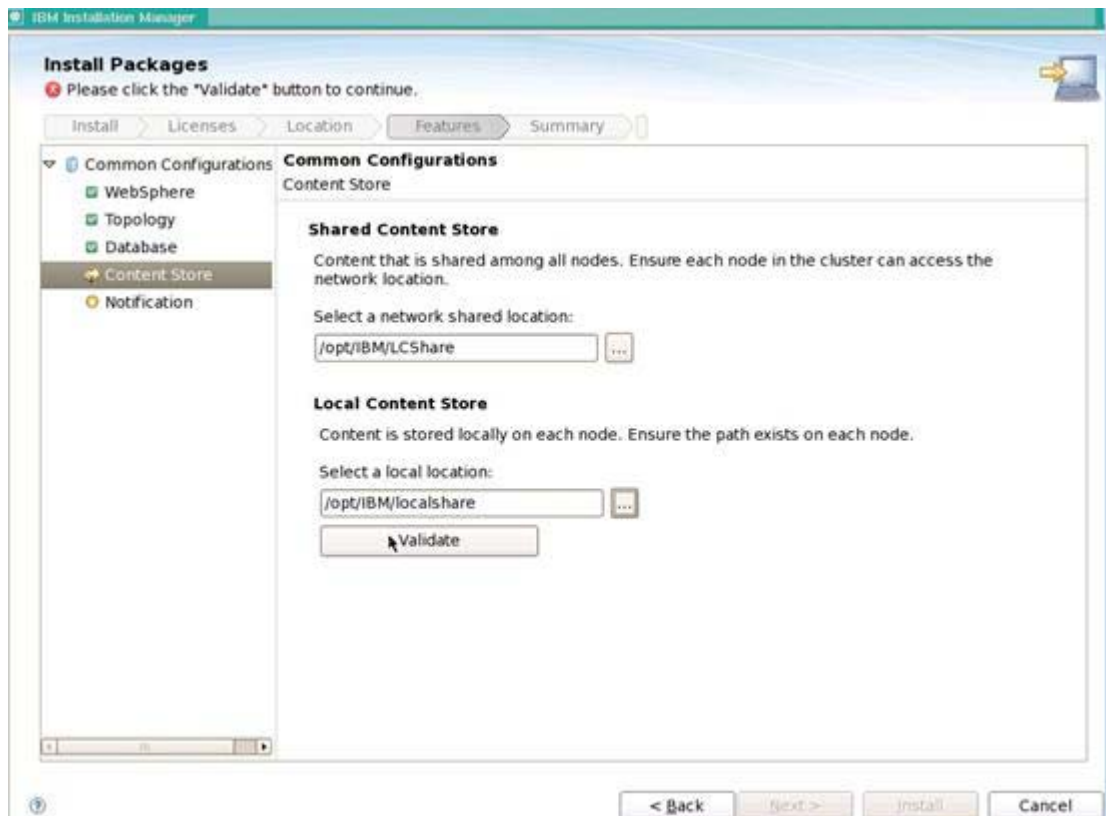 IBM Installation Manager
Install Packages
Please click the "Validate" button to continue.
Install
Licenses
Location
Features
Summary
Common Configurations
WebSphere
Topology
Database
Content Store
Notification
Common Configurations
Content Store
Shared Content Store
Content that is shared among all nodes. Ensure each node in the cluster can access the
network location.
Select a network shared location:
/opt/IBM/LCShare
...
Local Content Store
Content is stored locally on each node. Ensure the path exists on each node.
Select a local location:
/opt/IBM/localshare
...
Validate
< Back
Next >
Install
Cancel